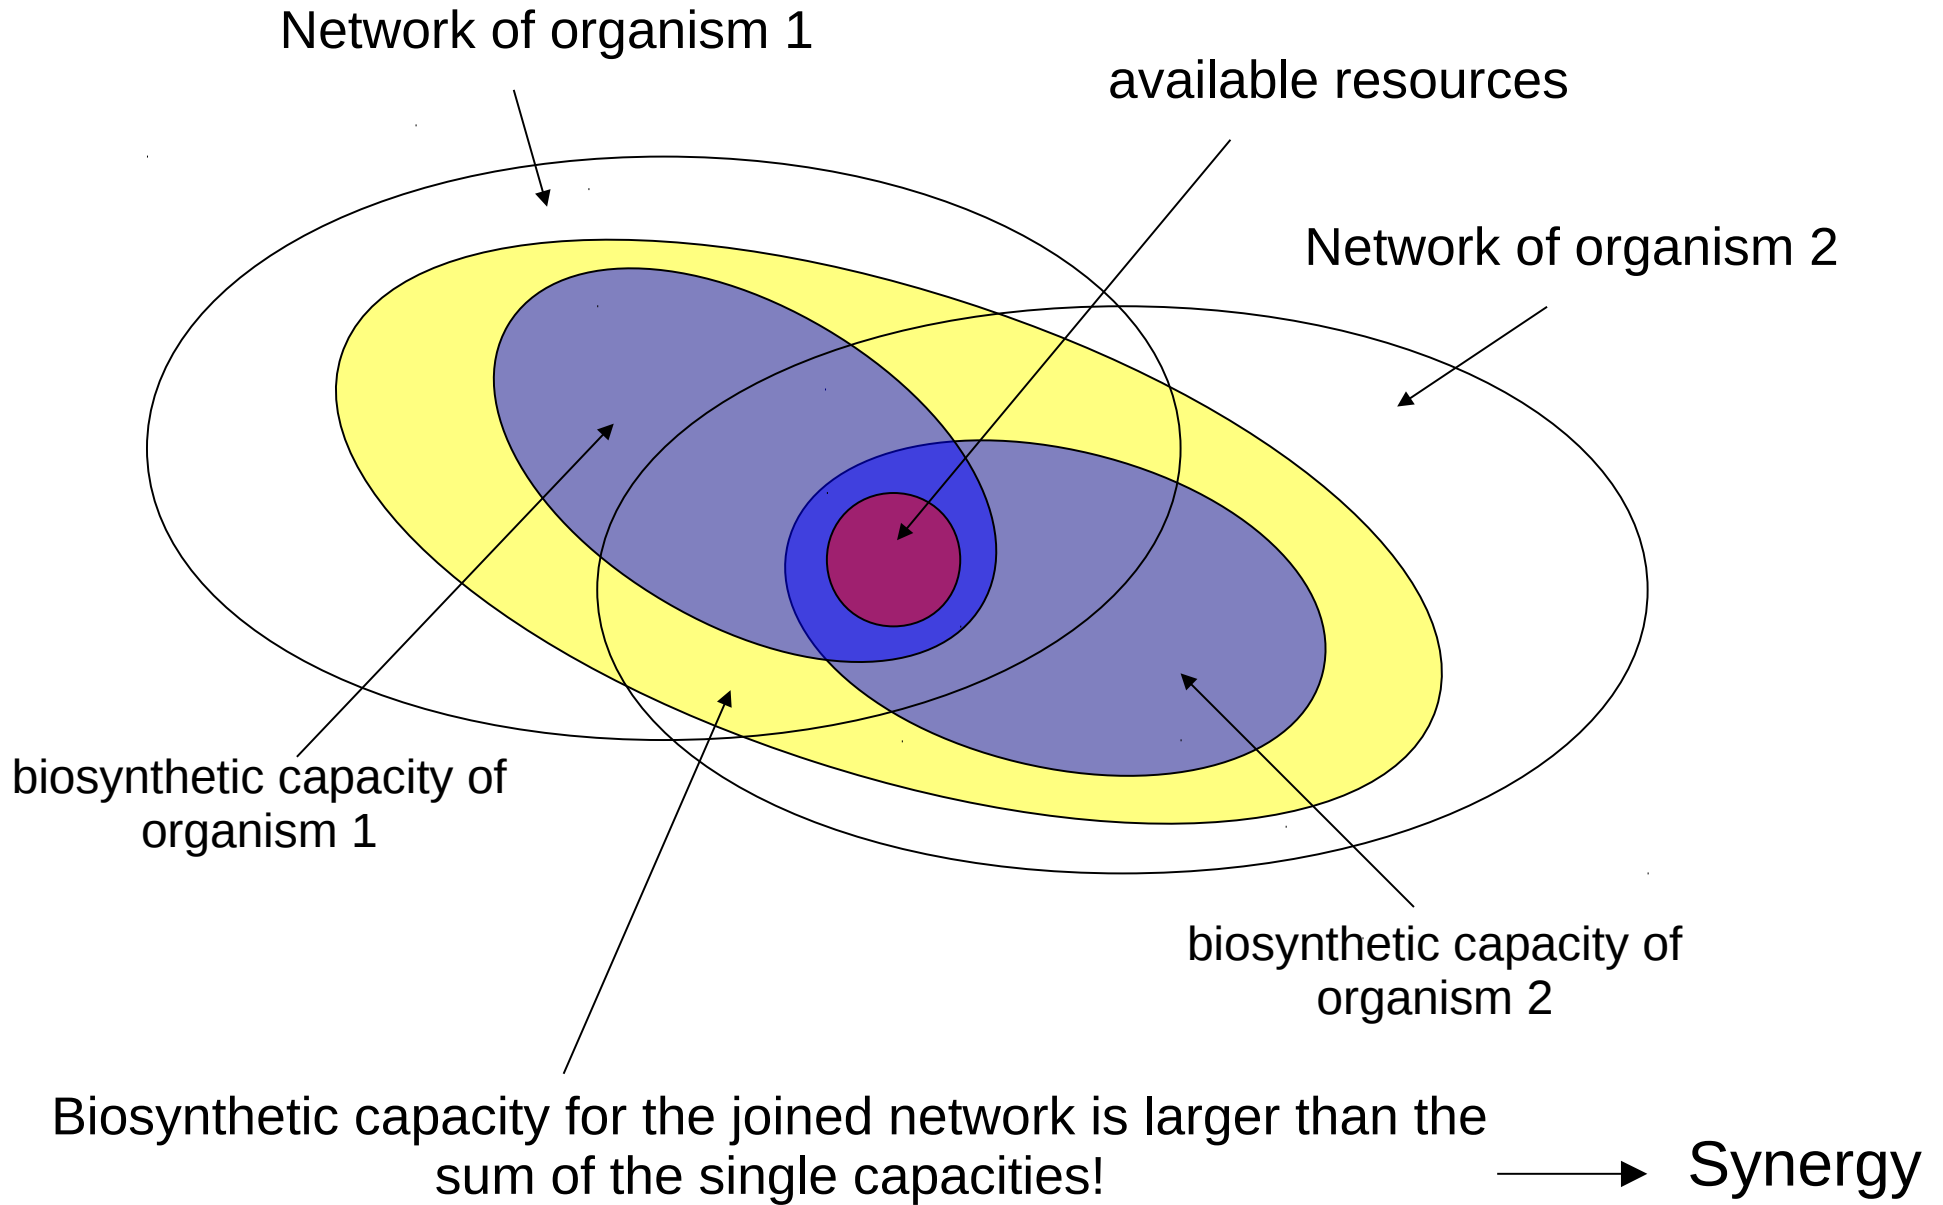 Network of organism 1
available resources
Network of organism 2
biosynthetic capacity of
organism 1
biosynthetic capacity of
organism 2
Biosynthetic capacity for the joined network is larger than the
sum of the single capacities!
Synergy